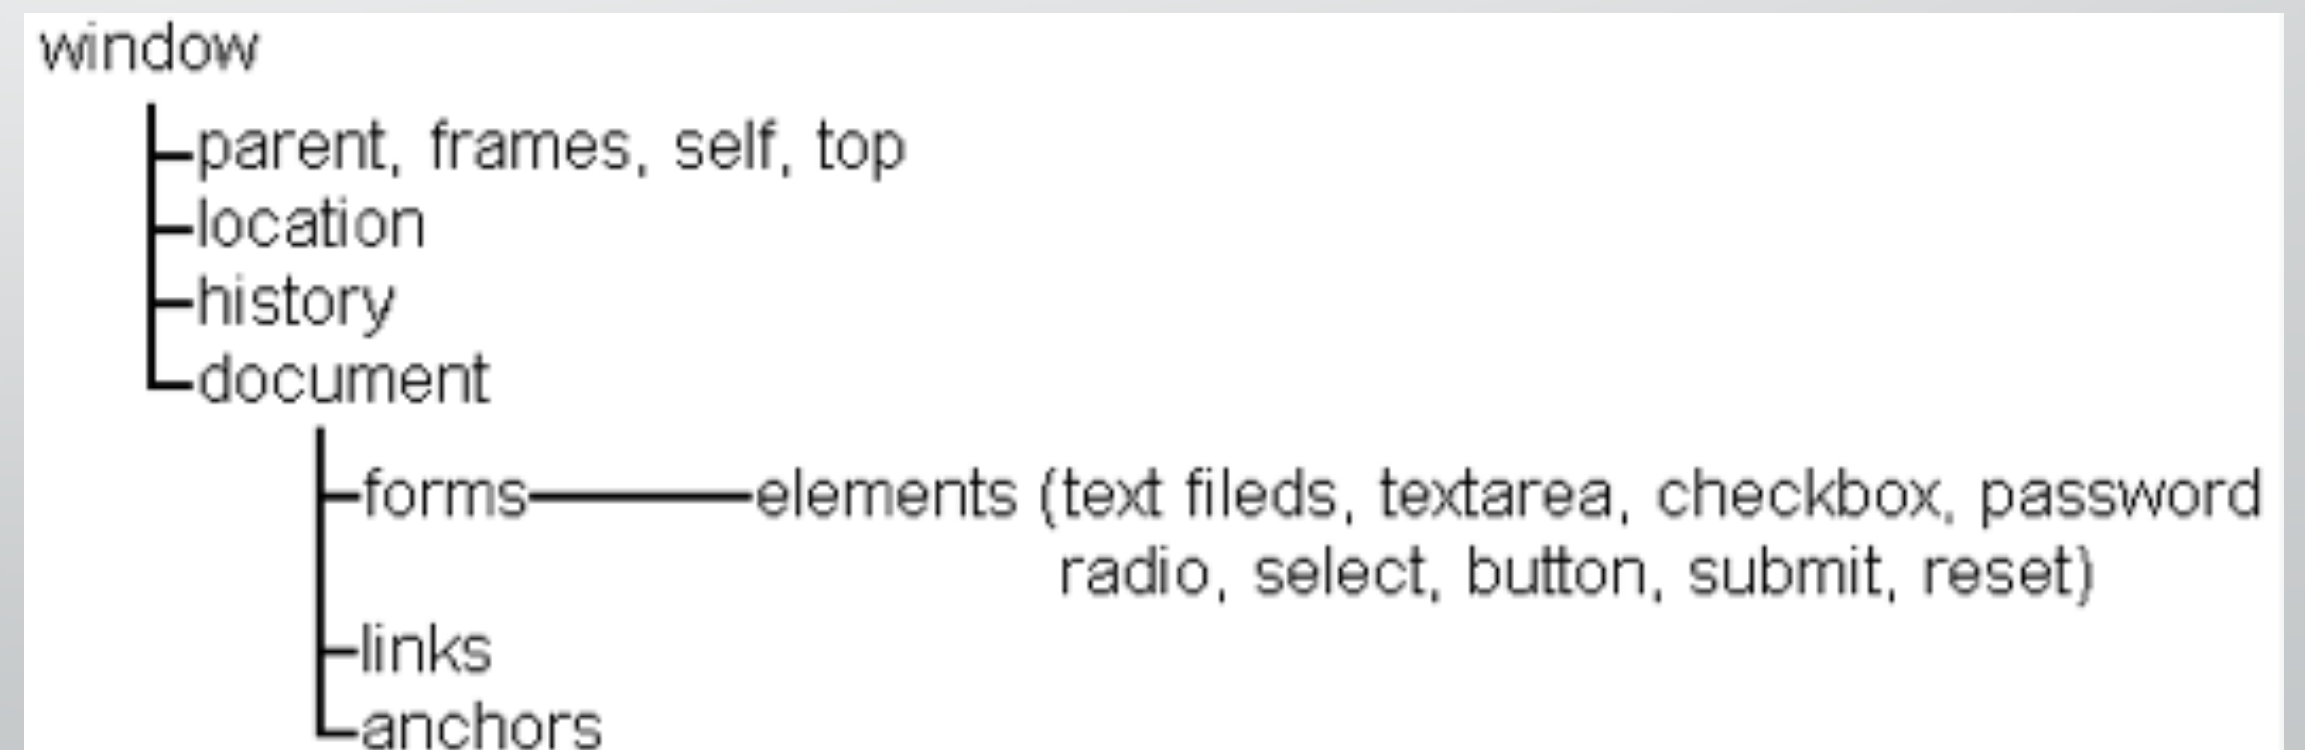 window
parent, frames, self, top
location
history
document
forms elements (text fileds, textarea, checkbox, password
radio, select, button, submit, reset)
links
anchors